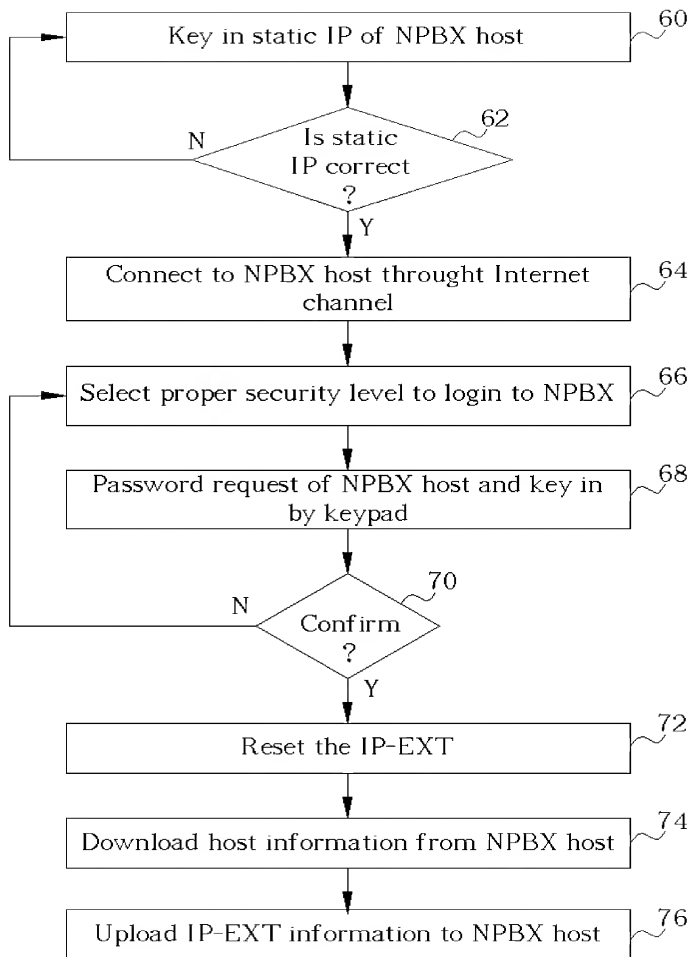 Key in static IP of NPBX host
60
62
N
Is static
IP correct
?
Y
Connect to NPBX host throught Internet
channel
64
Select proper security level to login to NPBX
66
Password request of NPBX host and key in
by keypad
68
70
N
Confirm
?
Y
Reset the IP-EXT
72
Download host information from NPBX host
74
Upload IP-EXT information to NPBX host
76